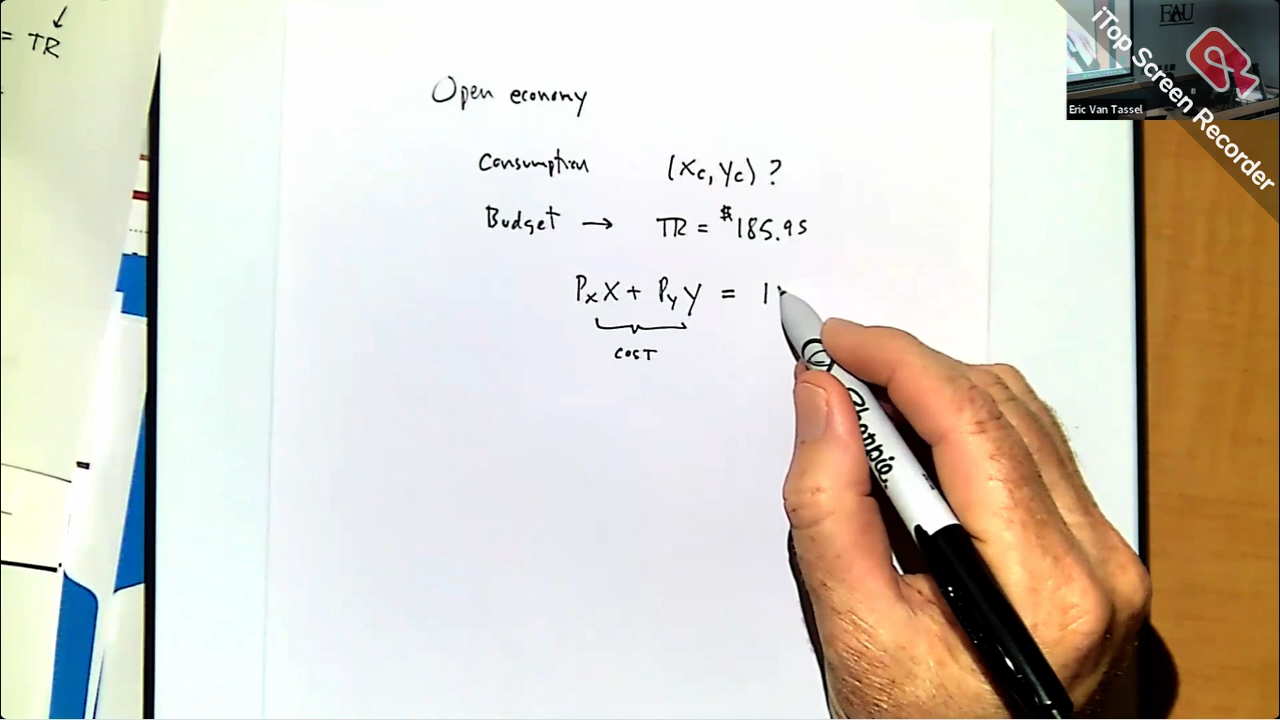 = TR
Open economy
Consumption (Xc, Yc) ?
Budget → TR = $185.95
PxX + PyY = 1
COST
Sharpie.
FAU
Eric Van Tassel
iTop Screen Recorder